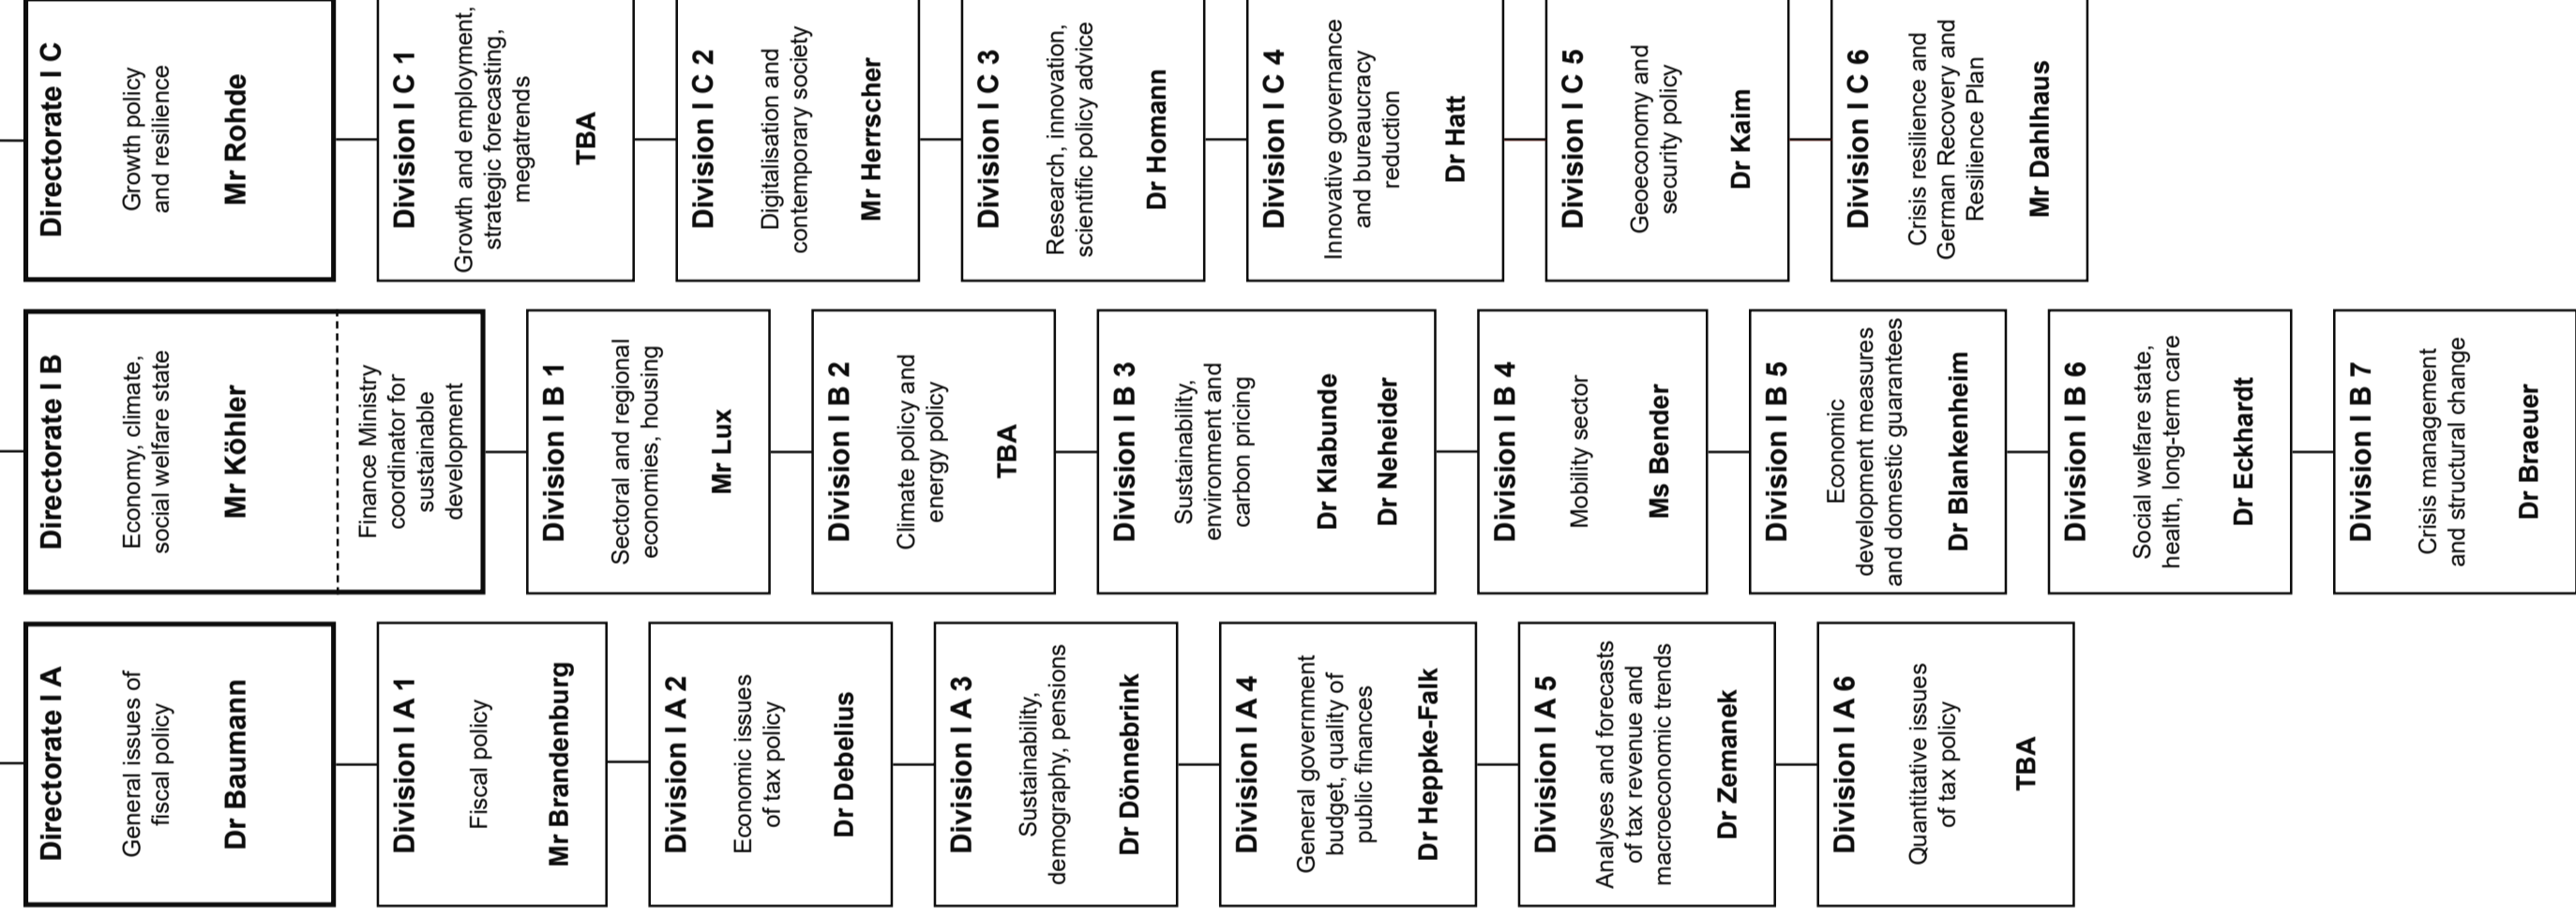 Directorate I A
General issues of
fiscal policy
Dr Baumann
Division I A 1
Fiscal policy
Mr Brandenburg
Division I A 2
Economic issues
of tax policy
Dr Debelius
Division I A 3
Sustainability,
demography, pensions
Dr Dönnebrink
Division I A 4
General government
budget, quality of
public finances
Dr Heppke-Falk
Division I A 5
Analyses and forecasts
of tax revenue and
macroeconomic trends
Dr Zemanek
Division I A 6
Quantitative issues
of tax policy
TBA
Directorate I B
Economy, climate,
social welfare state
Mr Köhler
Finance Ministry
coordinator for
sustainable
development
Division I B 1
Sectoral and regional
economies, housing
Mr Lux
Division I B 2
Climate policy and
energy policy
TBA
Division I B 3
Sustainability,
environment and
carbon pricing
Dr Klabunde
Dr Neheider
Division I B 4
Mobility sector
Ms Bender
Division I B 5
Economic
development measures
and domestic guarantees
Dr Blankenheim
Division I B 6
Social welfare state,
health, long-term care
Dr Eckhardt
Division I B 7
Crisis management
and structural change
Dr Braeuer
Directorate I C
Growth policy
and resilience
Mr Rohde
Division I C 1
Growth and employment,
strategic forecasting,
megatrends
TBA
Division I C 2
Digitalisation and
contemporary society
Mr Herrscher
Division I C 3
Research, innovation,
scientific policy advice
Dr Homann
Division I C 4
Innovative governance
and bureaucracy
reduction
Dr Hatt
Division I C 5
Geoeconomy and
security policy
Dr Kaim
Division I C 6
Crisis resilience and
German Recovery and
Resilience Plan
Mr Dahlhaus